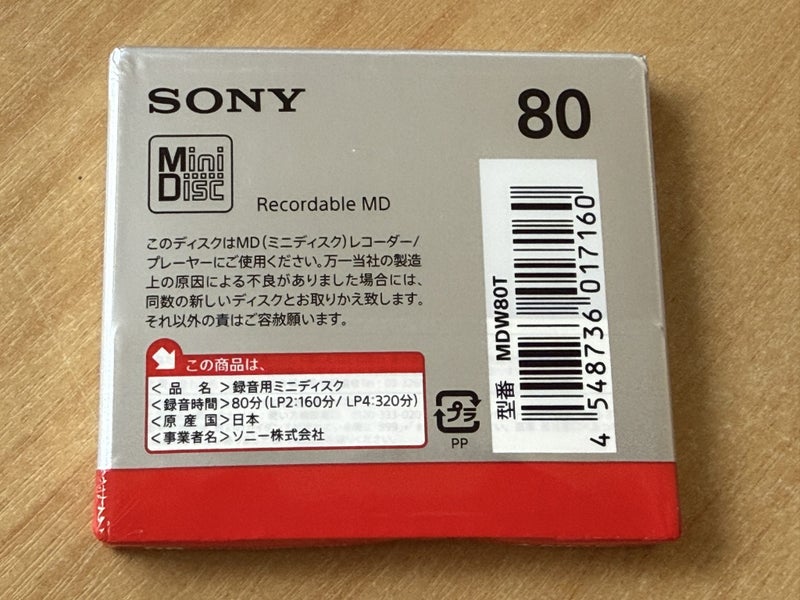 SONY
80
Mini
Disc
Recordable MD
このディスクはMD(ミニディスク)レコーダー/
プレーヤーにご使用ください。万一当社の製造
上の原因による不良がありました場合には、
同数の新しいディスクとお取りかえ致します。
それ以外の責はご容赦願います。
この商品は、
<品 名>録音用ミニディスク
<録音時間>80分(LP2:160分/ LP4:320分)
<原 産 国>日本
<事業者名>ソニー株式会社
プラ
PP
型番 MDW80T
4 548736 017160